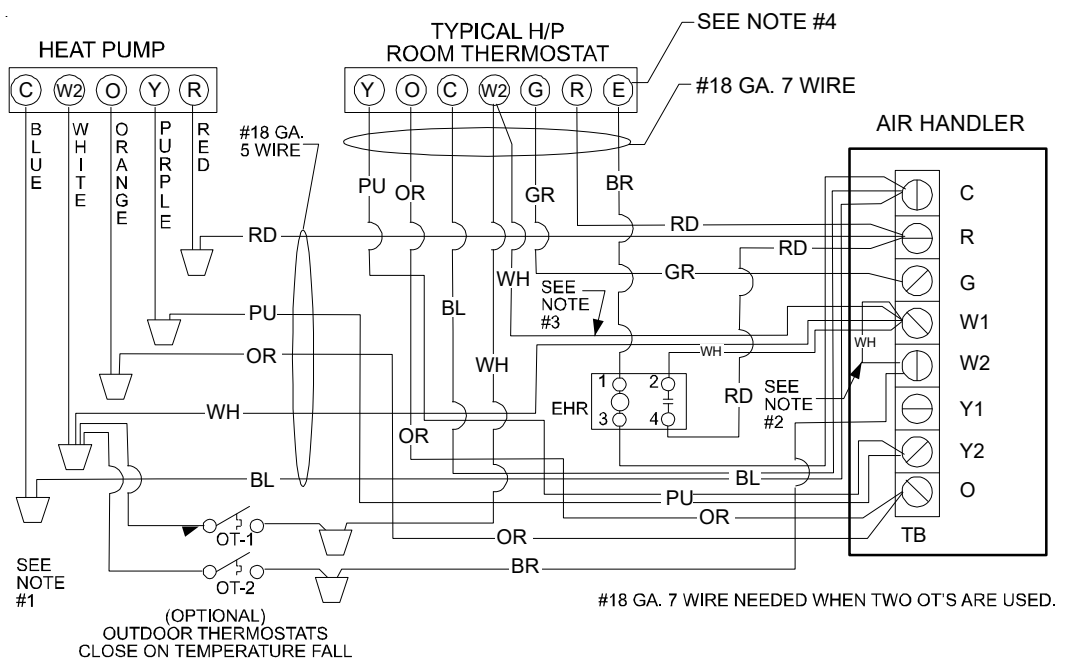 SEE NOTE #4
TYPICAL H/P
ROOM THERMOSTAT
HEAT PUMP
C W2 O Y R
Y O C W2 G R E
#18 GA. 7 WIRE
BLUE
WHITE
ORANGE
PURPLE
RED
#18 GA.
5 WIRE
AIR HANDLER
PU
OR
GR
BR
C
RD
RD
RD
R
WH
SEE
NOTE
#3
GR
G
BL
PU
W1
WH
OR
WH
WH
W2
1 2
EHR
3 4
RD
SEE
NOTE
#2
Y1
WH
OR
Y2
BL
BL
PU
O
OR
OT-1
OR
TB
OT-2
BR
SEE
NOTE
#1
(OPTIONAL)
OUTDOOR THERMOSTATS
CLOSE ON TEMPERATURE FALL
#18 GA. 7 WIRE NEEDED WHEN TWO OT'S ARE USED.